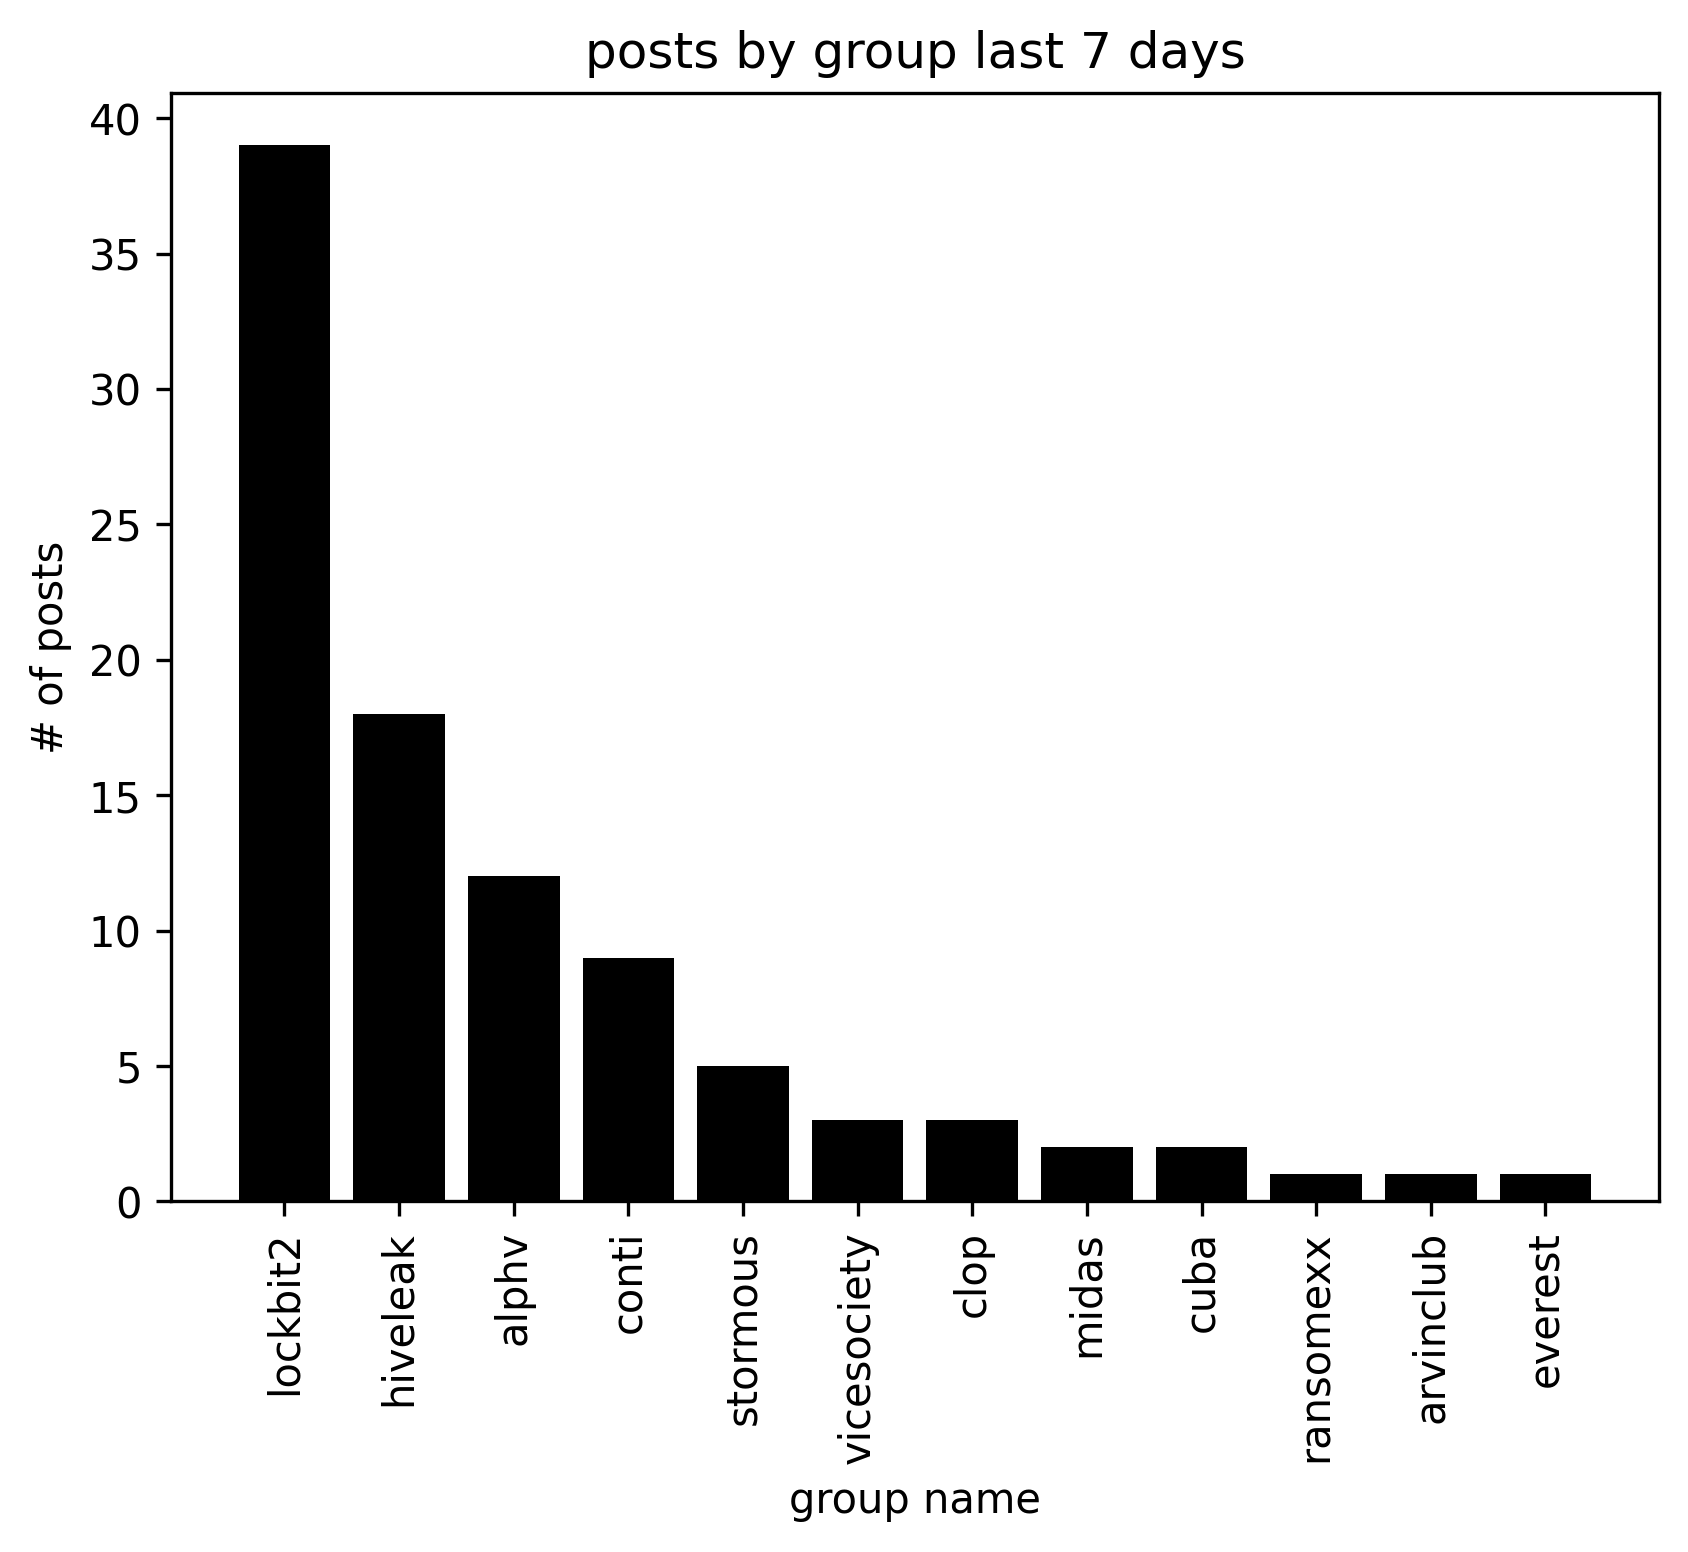 posts by group last 7 days
40
35
30
25
20
15
10
5
0
# of posts
lockbit2
hiveleak
alphv
conti
stormous
vicesociety
clop
midas
cuba
ransomexx
arvinclub
everest
group name